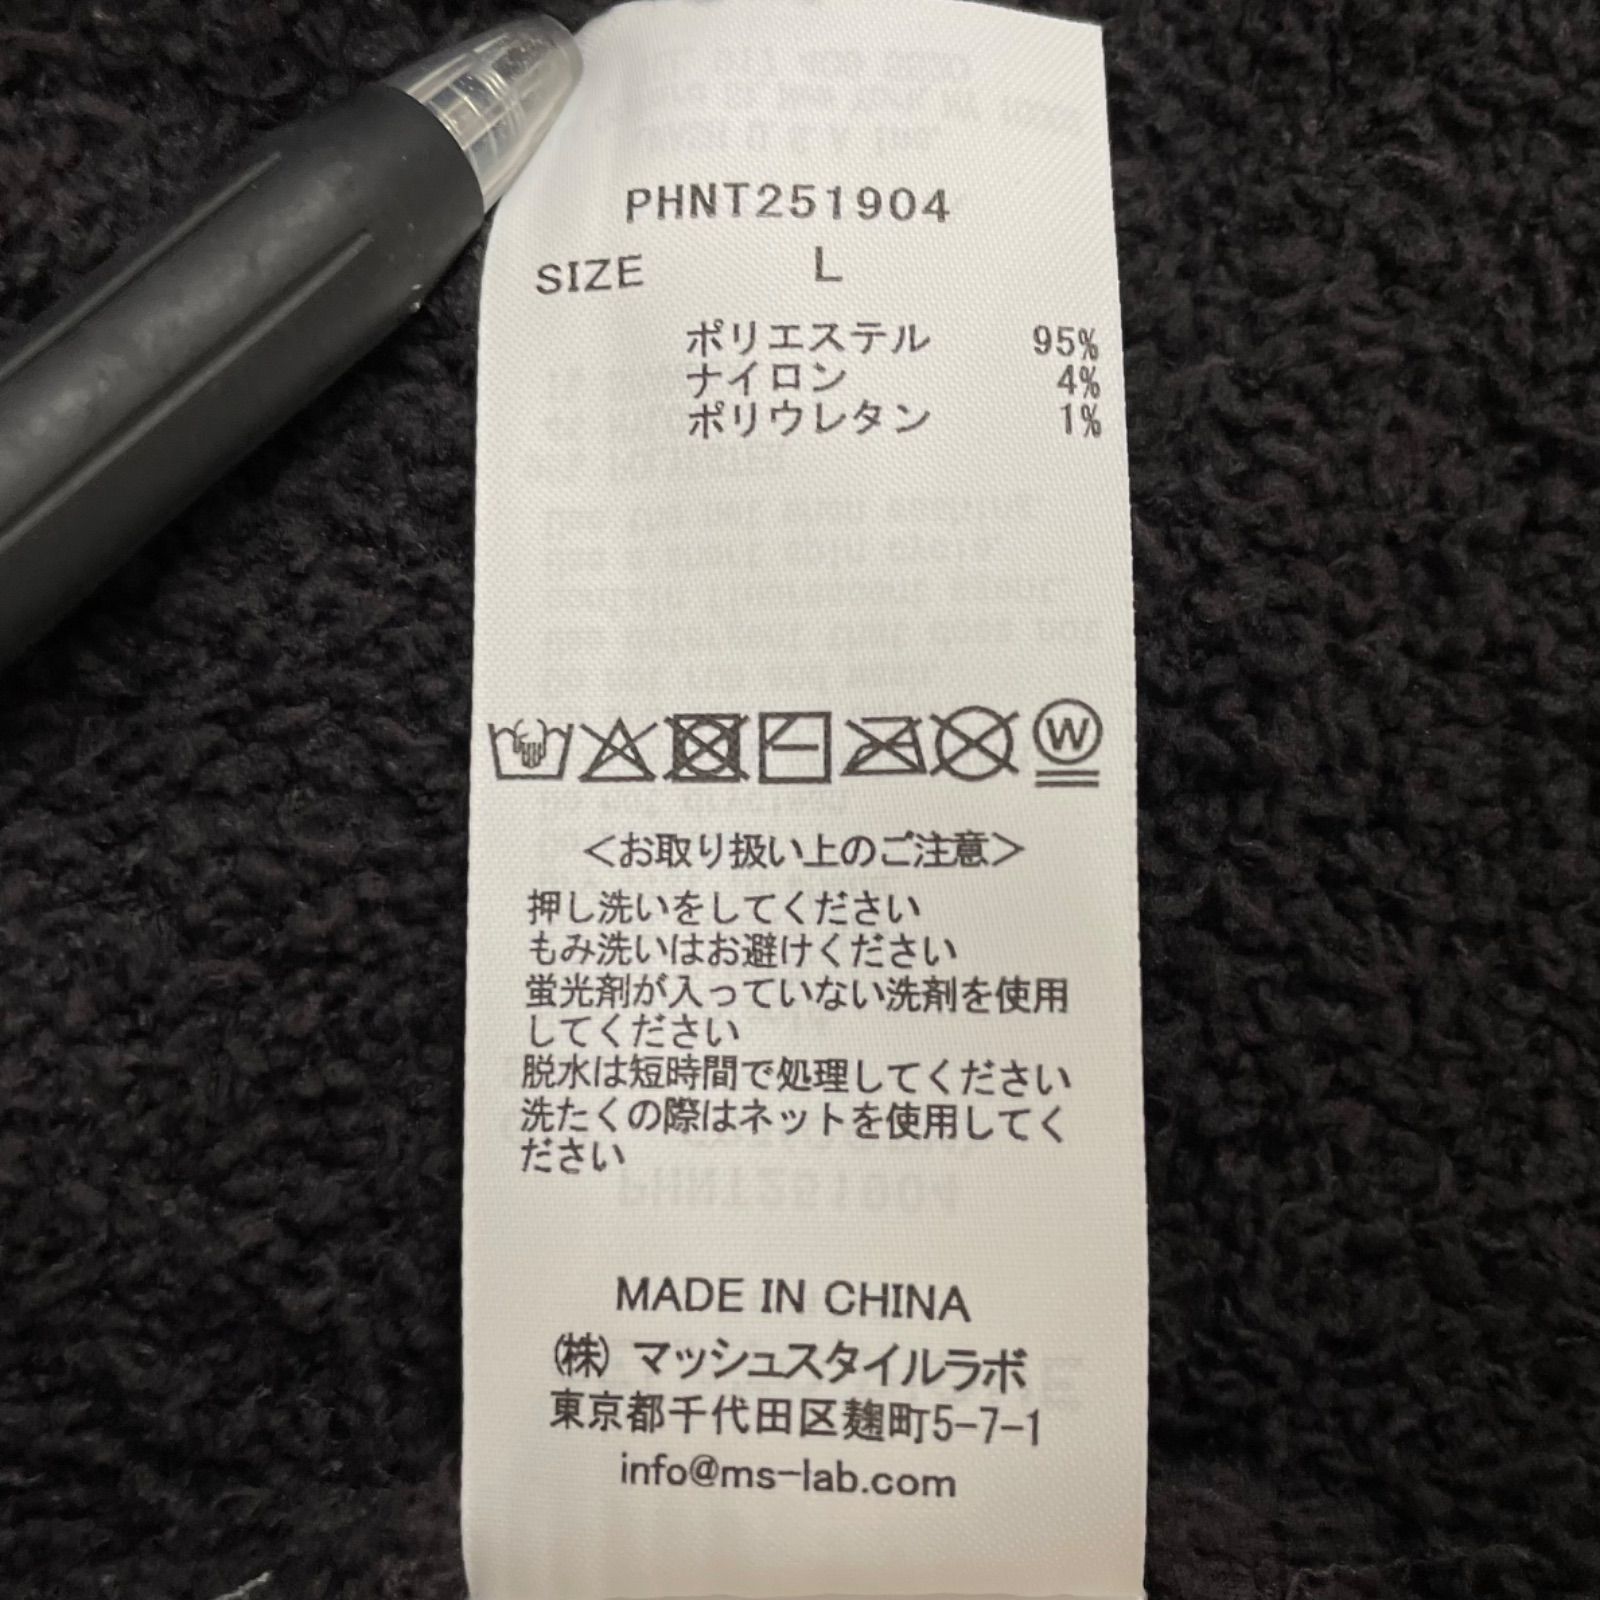 PHNT251904
SIZE L
ポリエステル 95%
ナイロン 4%
ポリウレタン 1%
W
＜お取り扱い上のご注意＞
押し洗いをしてください
もみ洗いはお避けください
蛍光剤が入っていない洗剤を使用
してください
脱水は短時間で処理してください
洗たくの際はネットを使用してく
ださい
MADE IN CHINA
(株) マッシュスタイルラボ
東京都千代田区麹町5-7-1
info@ms-lab.com